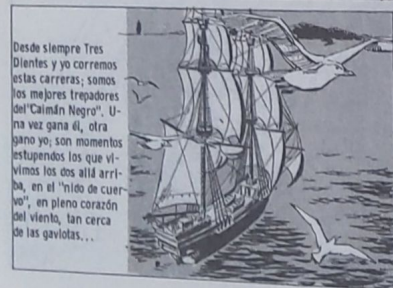 Desde siempre Tres
Dientes y yo corremos
estas carreras; somos
los mejores trepadores
del "Caimán Negro". U-
na vez gana él, otra
gano yo; son momentos
estupendos los que vi-
vimos los dos allá arri-
ba, en el "nido de cuer-
vo", en pleno corazón
del viento, tan cerca
de las gaviotas...